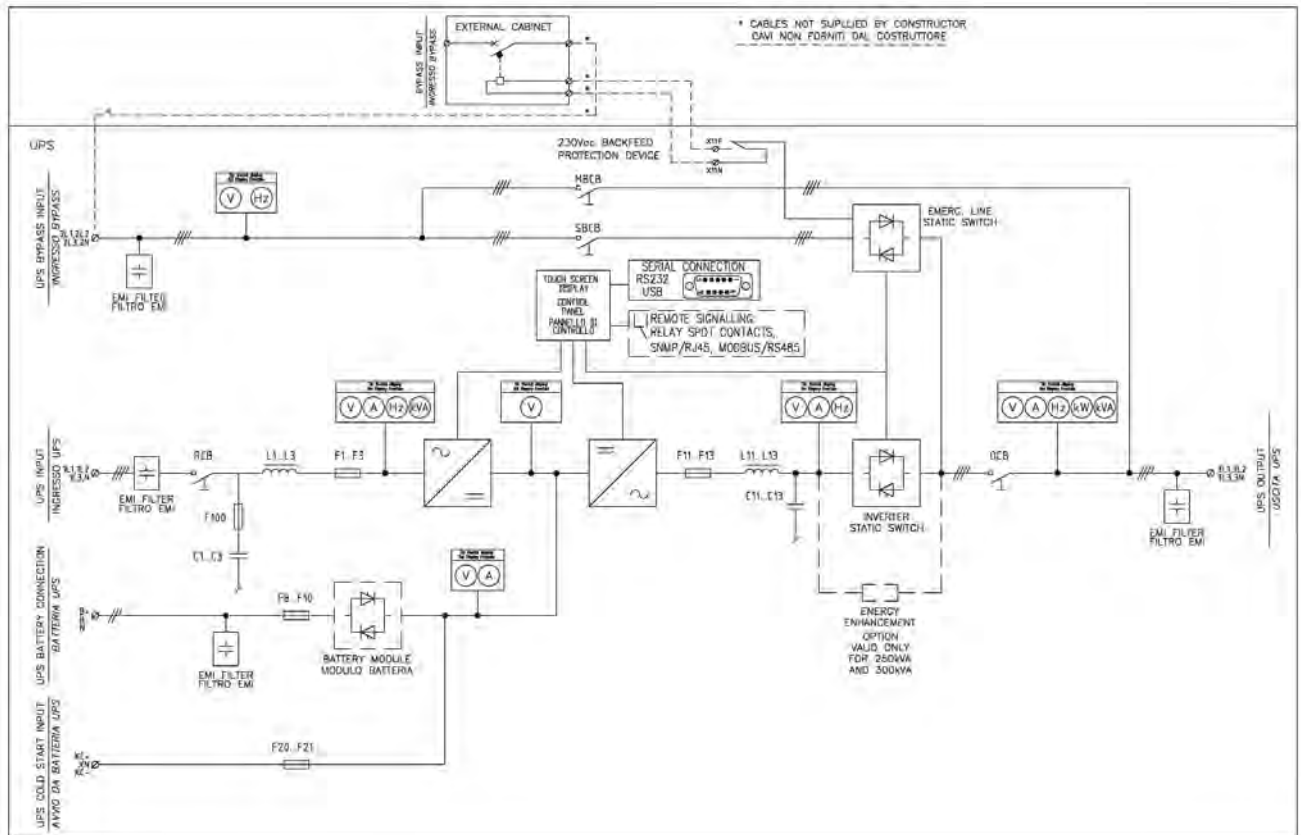 EXTERNAL CABINET
BYPASS INPUT
INGRESSO BYPASS
* CABLES NOT SUPLLIED BY CONSTRUCTOR
CAVI NON FORNITI DAL COSTRUTTORE
UPS
230Vac BACKFEED
PROTECTION DEVICE
X11F
X11N
UPS BYPASS INPUT
INGRESSO BYPASS
V
Hz
MBCB
SBCB
EMERC. LINE
STATIC SWITCH
EMI FILTER
FILTRO EMI
TOUCH SCREEN
DISPLAY
CONTROL
PANEL
PANNELLO DI
CONTROLLO
SERIAL CONNECTION
RS232
USB
REMOTE SIGNALLING:
RELAY SPOT CONTACTS,
SNMP/RJ45, MODBUS/RS485
V
A
Hz
kVA
V
V
A
Hz
V
A
Hz
kW
kVA
UPS INPUT
INGRESSO UPS
EMI FILTER
FILTRO EMI
RCB
L1..L3
F1..F3
F100
C1..C3
F11..F13
L11..L13
C11..C13
INVERTER
STATIC SWITCH
OCB
EMI FILTER
FILTRO EMI
UPS OUTPUT
USCITA UPS
UPS BATTERY CONNECTION
BATTERIA UPS
EMI FILTER
FILTRO EMI
F8..F10
BATTERY MODULE
MODULO BATTERIA
V
A
ENERGY
ENHANCEMENT
OPTION
VALID ONLY
FOR 250kVA
AND 300kVA
UPS COLD START INPUT
AVVIO DA BATTERIA UPS
F20..F21